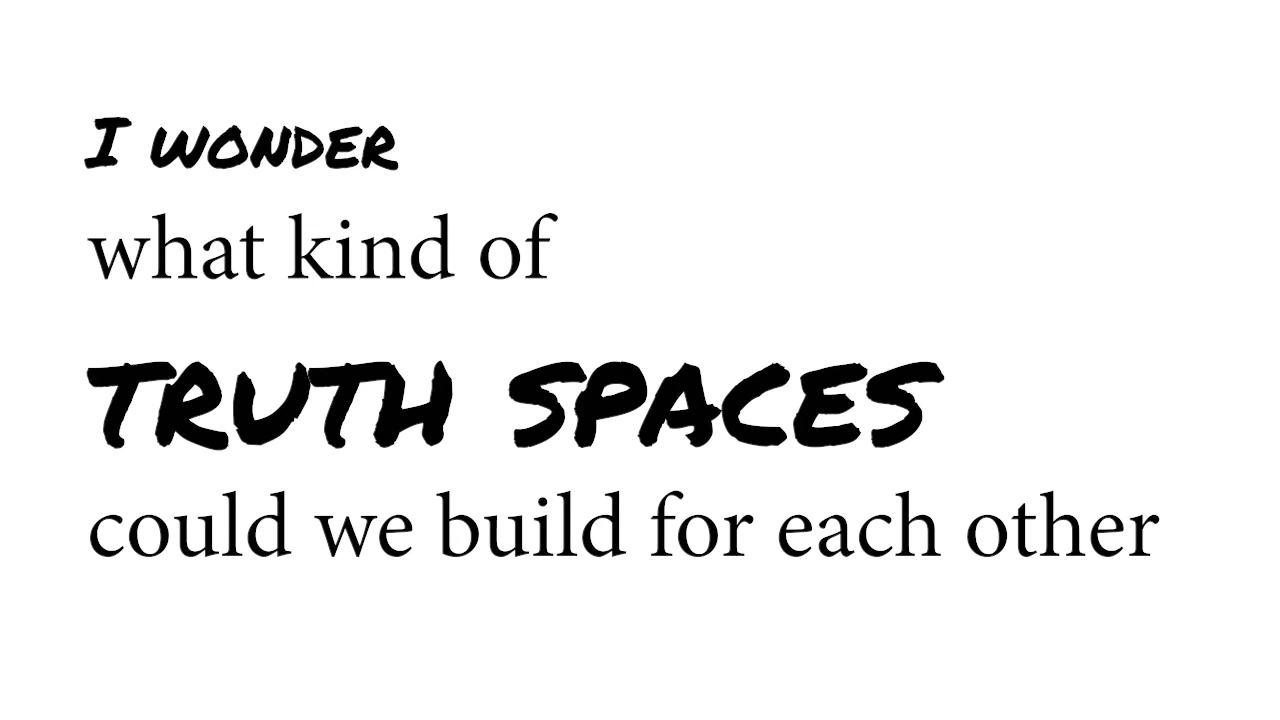 I WONDER
what kind of
TRUTH SPACES
could we build for each other